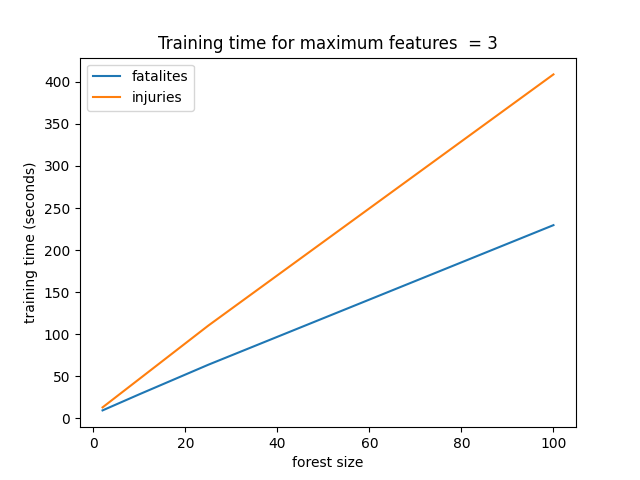 Training time for maximum features  = 3
fatalites
injuries
training time (seconds)
400
350
300
250
200
150
100
50
0
0 20 40 60 80 100
forest size